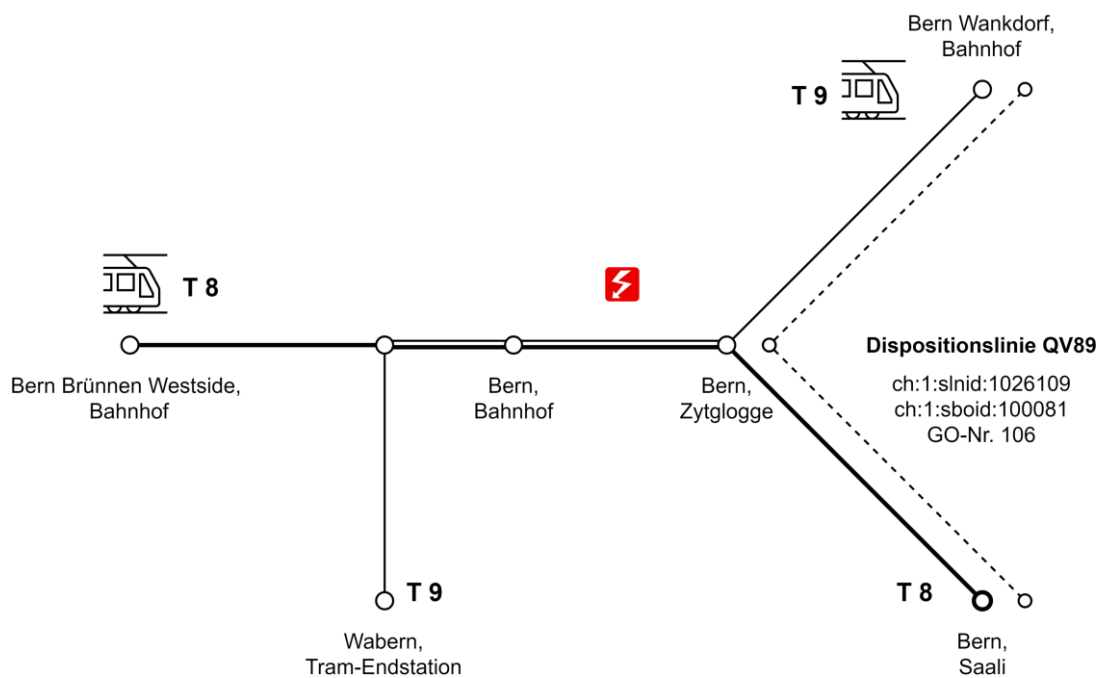 Bern Wankdorf,
Bahnhof
T 9
T 8
Bern Brünnen Westside,
Bahnhof
Bern,
Bahnhof
Bern,
Zytglogge
Dispositionslinie QV89
ch:1:slnid:1026109
ch:1:sboid:100081
GO-Nr. 106
T 9
T 8
Wabern,
Tram-Endstation
Bern,
Saali